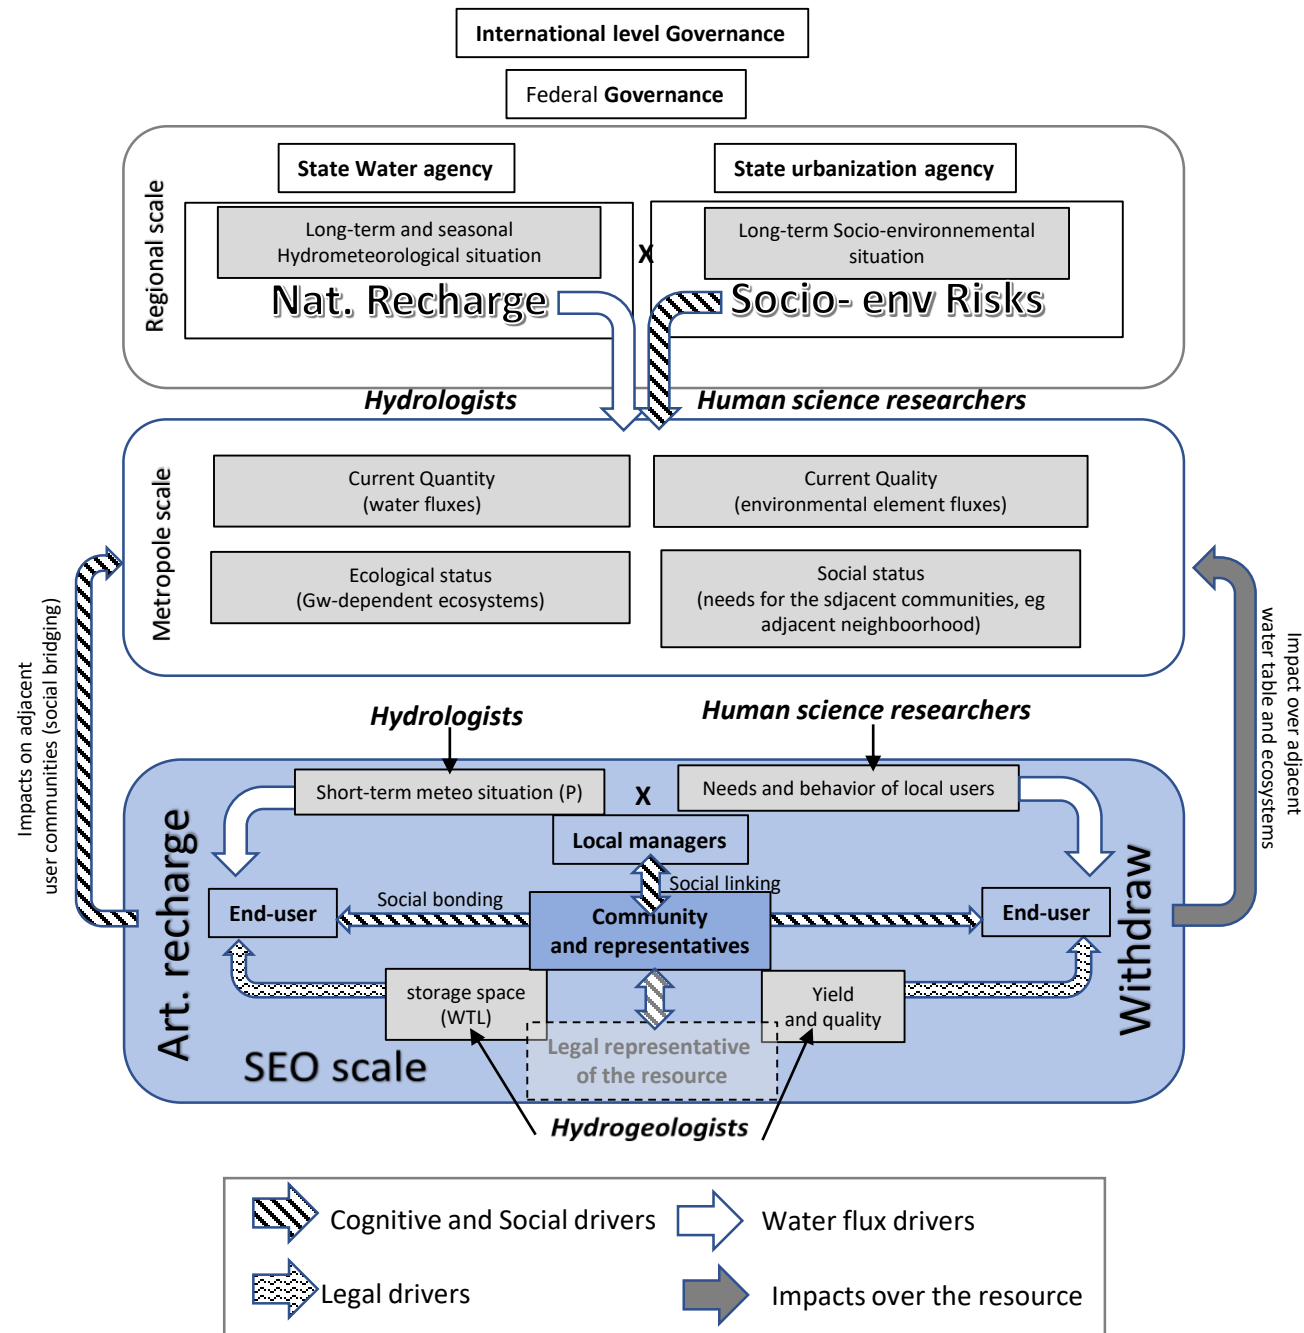 International level Governance
Federal Governance
Regional scale
State Water agency
State urbanization agency
Long-term and seasonal
Hydrometeorological situation
X
Long-term Socio-environnemental
situation
Nat. Recharge
Socio- env Risks
Hydrologists
Human science researchers
Metropole scale
Current Quantity
(water fluxes)
Current Quality
(environmental element fluxes)
Ecological status
(Gw-dependent ecosystems)
Social status
(needs for the sdjacent communities, eg
adjacent neighboorhood)
Impacts on adjacent
user communities (social bridging)
Impact over adjacent
water table and ecosystems
Hydrologists
Human science researchers
Short-term meteo situation (P)
X
Needs and behavior of local users
Local managers
Art. recharge
Withdraw
Social linking
Social bonding
End-user
Community
and representatives
End-user
storage space
(WTL)
Yield
and quality
Legal representative
of the resource
SEO scale
Hydrogeologists
Cognitive and Social drivers
Water flux drivers
Legal drivers
Impacts over the resource